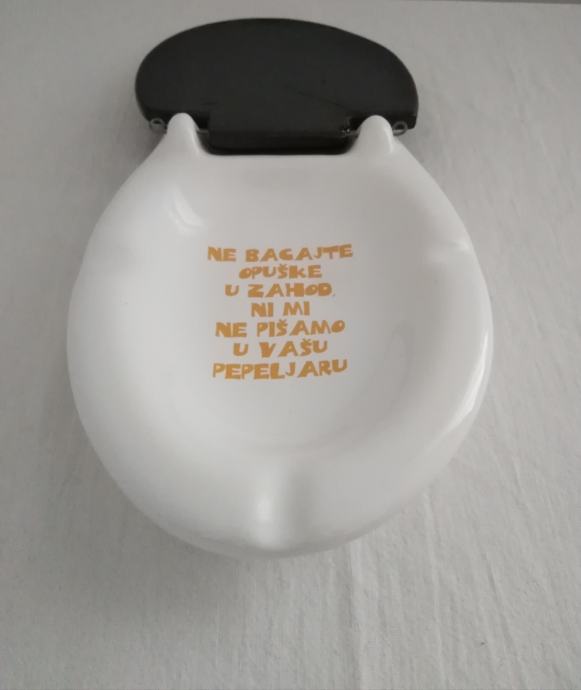 NE BACAJTE
OPUŠKE
U ZAHOD,
NI MI
NE PIŠAMO
U VAŠU
PEPELJARU